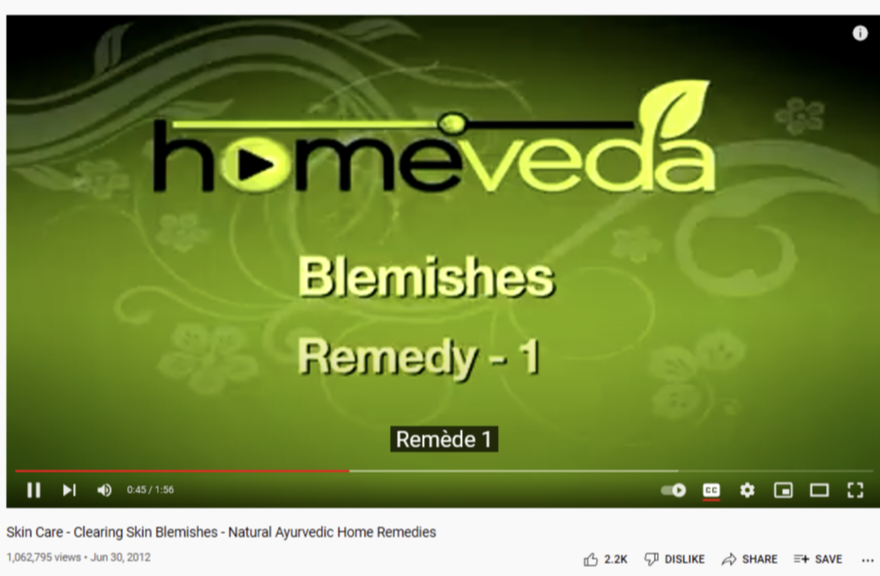 homeveda
Blemishes
Remedy - 1
Remède 1
0:45 / 1:56
CC
Skin Care - Clearing Skin Blemishes - Natural Ayurvedic Home Remedies
1,062,795 views • Jun 30, 2012
2.2K DISLIKE SHARE SAVE